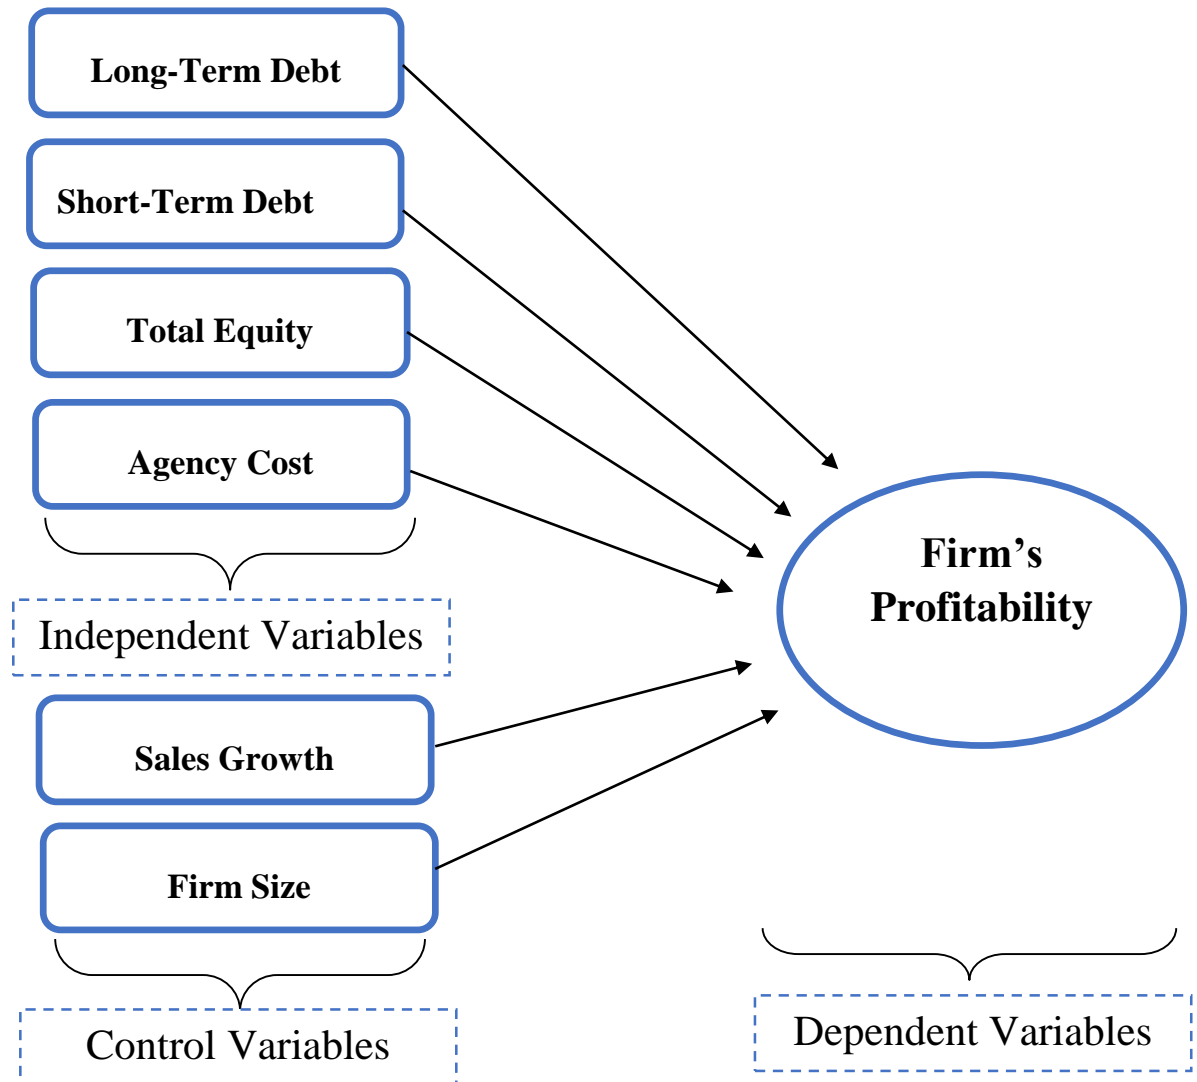 Long-Term Debt
Short-Term Debt
Total Equity
Agency Cost
Independent Variables
Sales Growth
Firm Size
Control Variables
Firm’s
Profitability
Dependent Variables